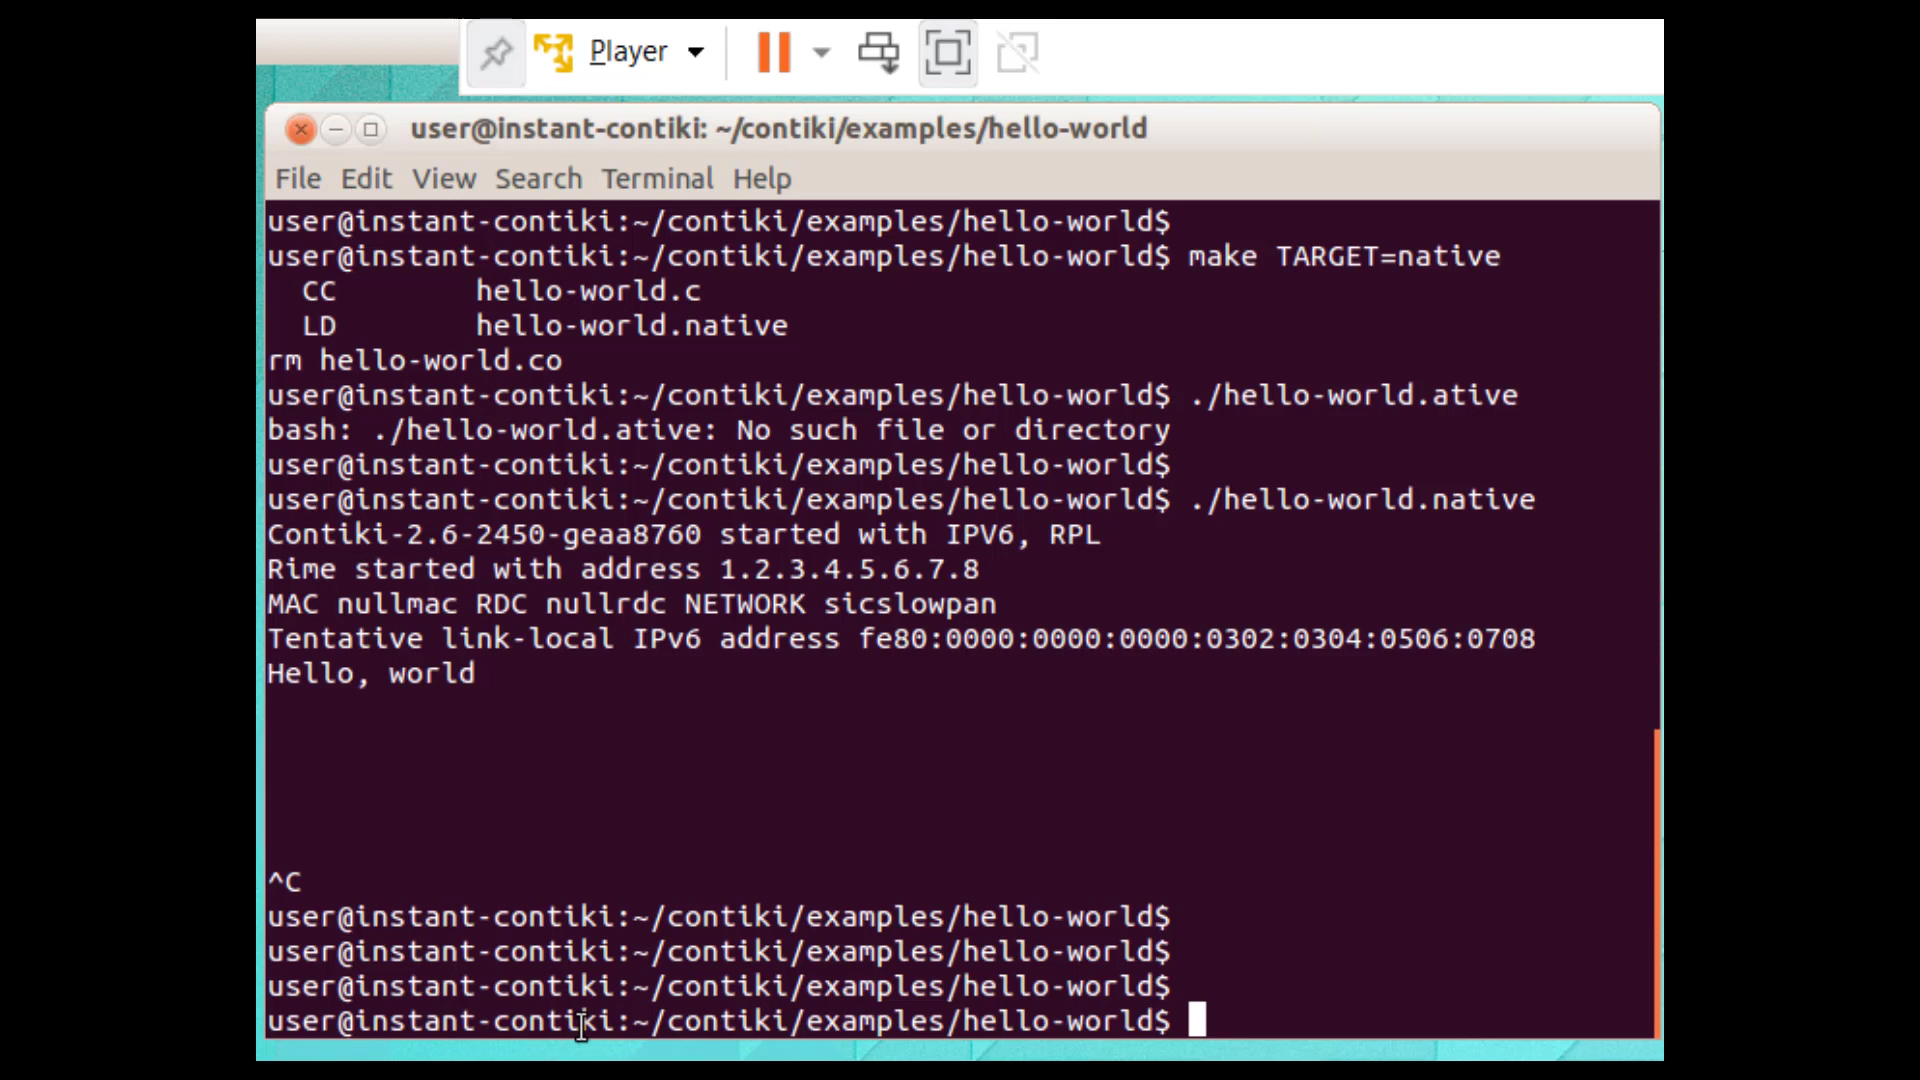 Player
user@instant-contiki: ~/contiki/examples/hello-world
File Edit View Search Terminal Help
user@instant-contiki:~/contiki/examples/hello-world$
user@instant-contiki:~/contiki/examples/hello-world$ make TARGET=native
  CC        hello-world.c
  LD        hello-world.native
rm hello-world.co
user@instant-contiki:~/contiki/examples/hello-world$ ./hello-world.ative
bash: ./hello-world.ative: No such file or directory
user@instant-contiki:~/contiki/examples/hello-world$
user@instant-contiki:~/contiki/examples/hello-world$ ./hello-world.native
Contiki-2.6-2450-geaa8760 started with IPV6, RPL
Rime started with address 1.2.3.4.5.6.7.8
MAC nullmac RDC nullrdc NETWORK sicslowpan
Tentative link-local IPv6 address fe80:0000:0000:0000:0302:0304:0506:0708
Hello, world
^C
user@instant-contiki:~/contiki/examples/hello-world$
user@instant-contiki:~/contiki/examples/hello-world$
user@instant-contiki:~/contiki/examples/hello-world$
user@instant-contiki:~/contiki/examples/hello-world$